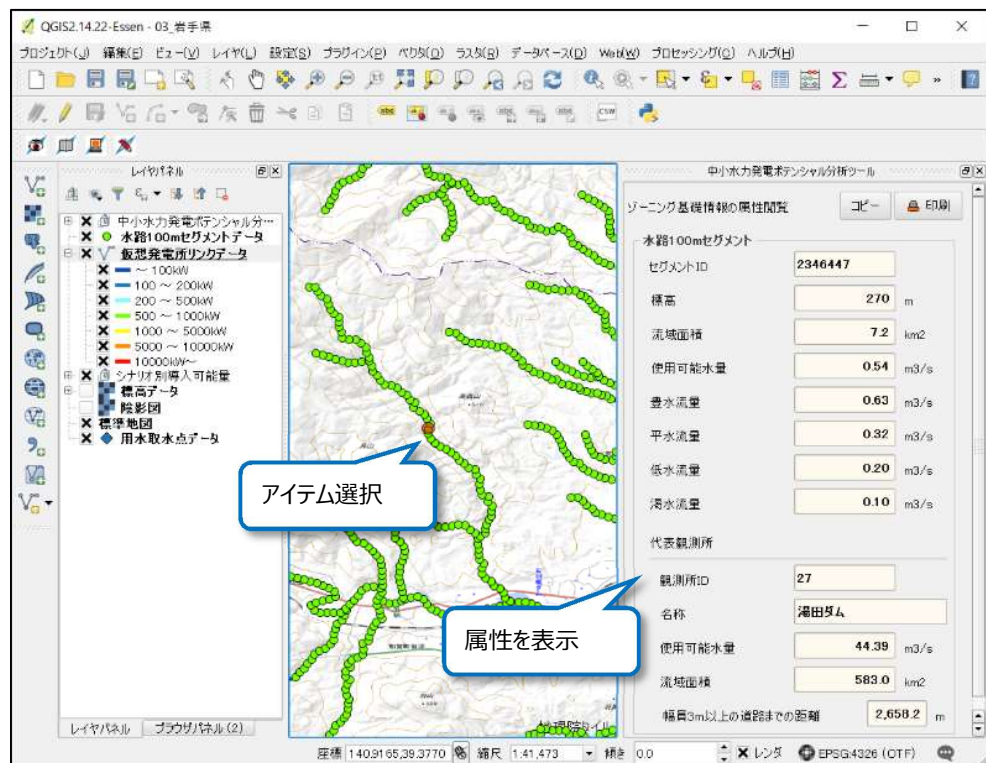 QGIS2.14.22-Essen - 03_岩手県
プロジェクト(J) 編集(E) ビュー(V) レイヤ(L) 設定(S) プラグイン(P) ベクタ(O) ラスタ(R) データベース(D) Web(W) プロセッシング(C) ヘルプ(H)
abc
CSW
レイヤパネル
中小水力発電ポテンシャル分…
水路100mセグメントデータ
仮想発電所リンクデータ
～ 100kW
100 ～ 200kW
200 ～ 500kW
500 ～ 1000kW
1000 ～ 5000kW
5000 ～ 10000kW
10000kW～
シナリオ別導入可能量
標高データ
陰影図
標準地図
用水取水点データ
レイヤパネル ブラウザパネル(2)
アイテム選択
属性を表示
地理院タイル
中小水力発電ポテンシャル分析ツール
ゾーニング基礎情報の属性閲覧 コピー 印刷
水路100mセグメント
セグメントID 2346447
標高 270 m
流域面積 7.2 km2
使用可能水量 0.54 m3/s
豊水流量 0.63 m3/s
平水流量 0.32 m3/s
低水流量 0.20 m3/s
渇水流量 0.10 m3/s
代表観測所
観測所ID 27
名称 湯田ダム
使用可能水量 44.39 m3/s
流域面積 583.0 km2
幅員3m以上の道路までの距離 2,658.2 m
座標 140.9165,39.3770 縮尺 1:41,473 傾き 0.0 レンダ EPSG:4326 (OTF)